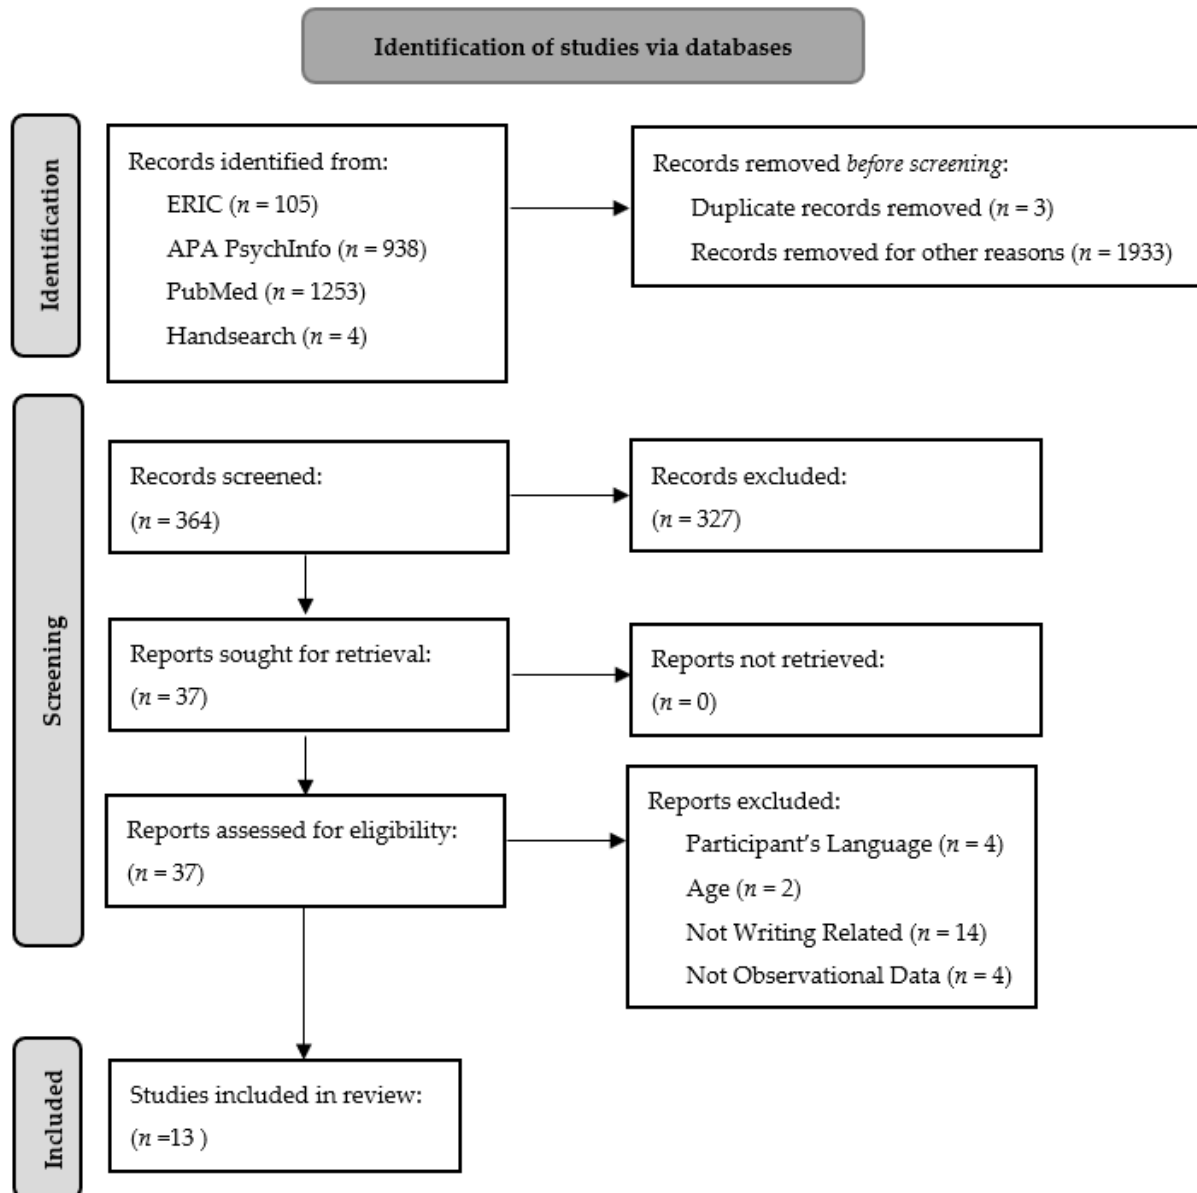 Identification of studies via databases
Identification
Records identified from:
ERIC (n = 105)
APA PsychInfo (n = 938)
PubMed (n = 1253)
Handsearch (n = 4)
Records removed before screening:
Duplicate records removed (n = 3)
Records removed for other reasons (n = 1933)
Screening
Records screened:
(n = 364)
Records excluded:
(n = 327)
Reports sought for retrieval:
(n = 37)
Reports not retrieved:
(n = 0)
Reports assessed for eligibility:
(n = 37)
Reports excluded:
Participant’s Language (n = 4)
Age (n = 2)
Not Writing Related (n = 14)
Not Observational Data (n = 4)
Included
Studies included in review:
(n =13 )